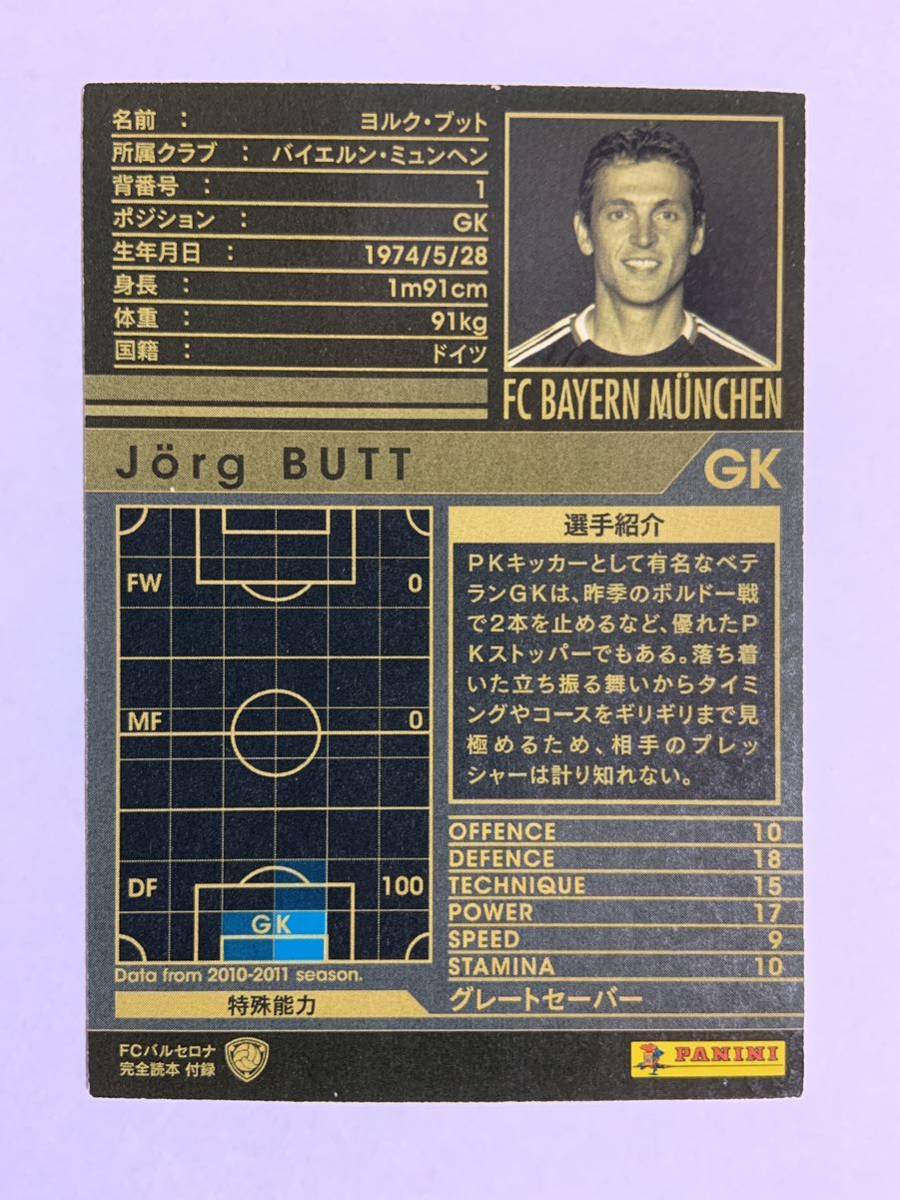 名前 : ヨルク・ブット
所属クラブ : バイエルン・ミュンヘン
背番号 : 1
ポジション : GK
生年月日 : 1974/5/28
身長 : 1m91cm
体重 : 91kg
国籍 : ドイツ
FC BAYERN MÜNCHEN
Jörg BUTT
GK
FW 0
MF 0
DF 100
GK
Data from 2010-2011 season.
選手紹介
PKキッカーとして有名なベテ
ランGKは、昨季のボルドー戦
で2本を止めるなど、優れたP
Kストッパーでもある。落ち着
いた立ち振る舞いからタイミ
ングやコースをギリギリまで見
極めるため、相手のプレッ
シャーは計り知れない。
OFFENCE 10
DEFENCE 18
TECHNIQUE 15
POWER 17
SPEED 9
STAMINA 10
特殊能力 グレートセーバー
FCバルセロナ
完全読本 付録
PANINI